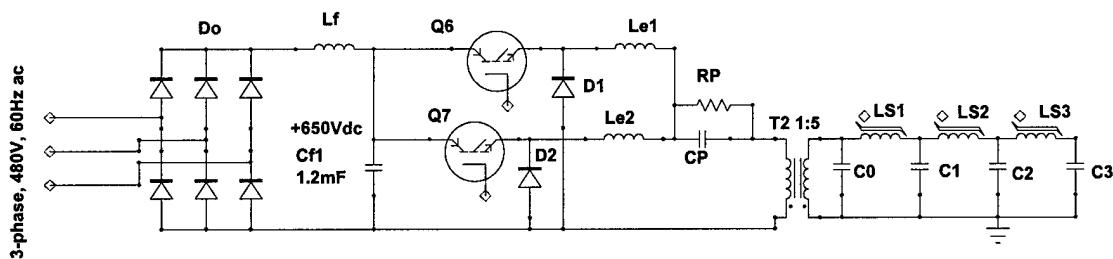 3-phase, 480V, 60Hz ac
Do
Lf
Q6
Le1
RP
D1
Q7
Le2
+650Vdc
Cf1
1.2mF
D2
CP
T2 1:5
LS1
LS2
LS3
C0
C1
C2
C3